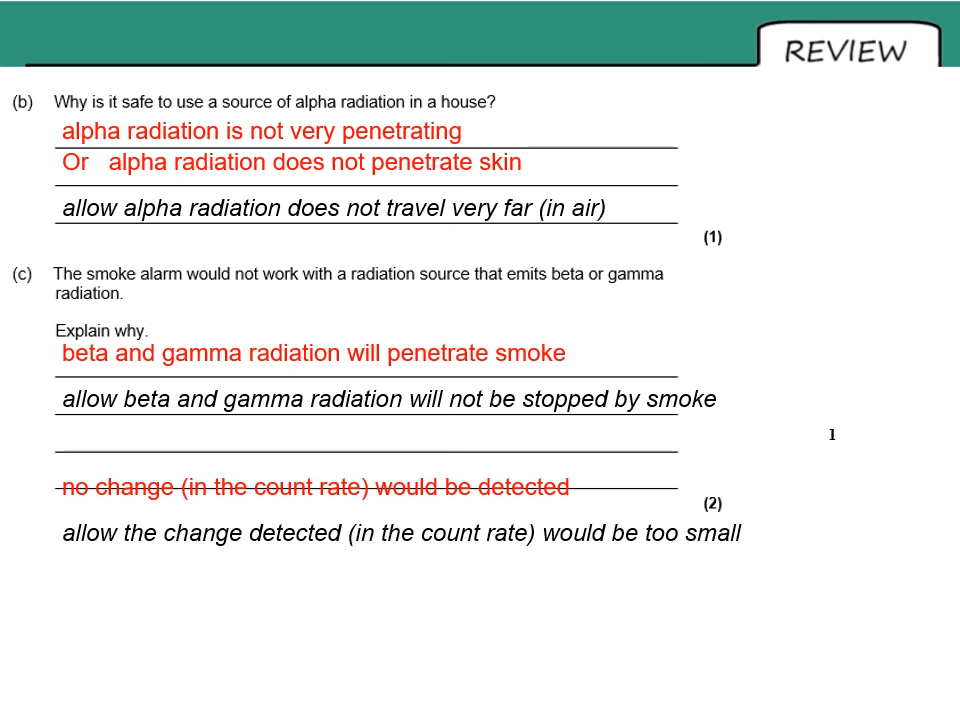 REVIEW
(b) Why is it safe to use a source of alpha radiation in a house?
alpha radiation is not very penetrating
Or alpha radiation does not penetrate skin
allow alpha radiation does not travel very far (in air)
(1)
(c) The smoke alarm would not work with a radiation source that emits beta or gamma
radiation.
Explain why.
beta and gamma radiation will penetrate smoke
allow beta and gamma radiation will not be stopped by smoke
1
no change (in the count rate) would be detected
(2)
allow the change detected (in the count rate) would be too small